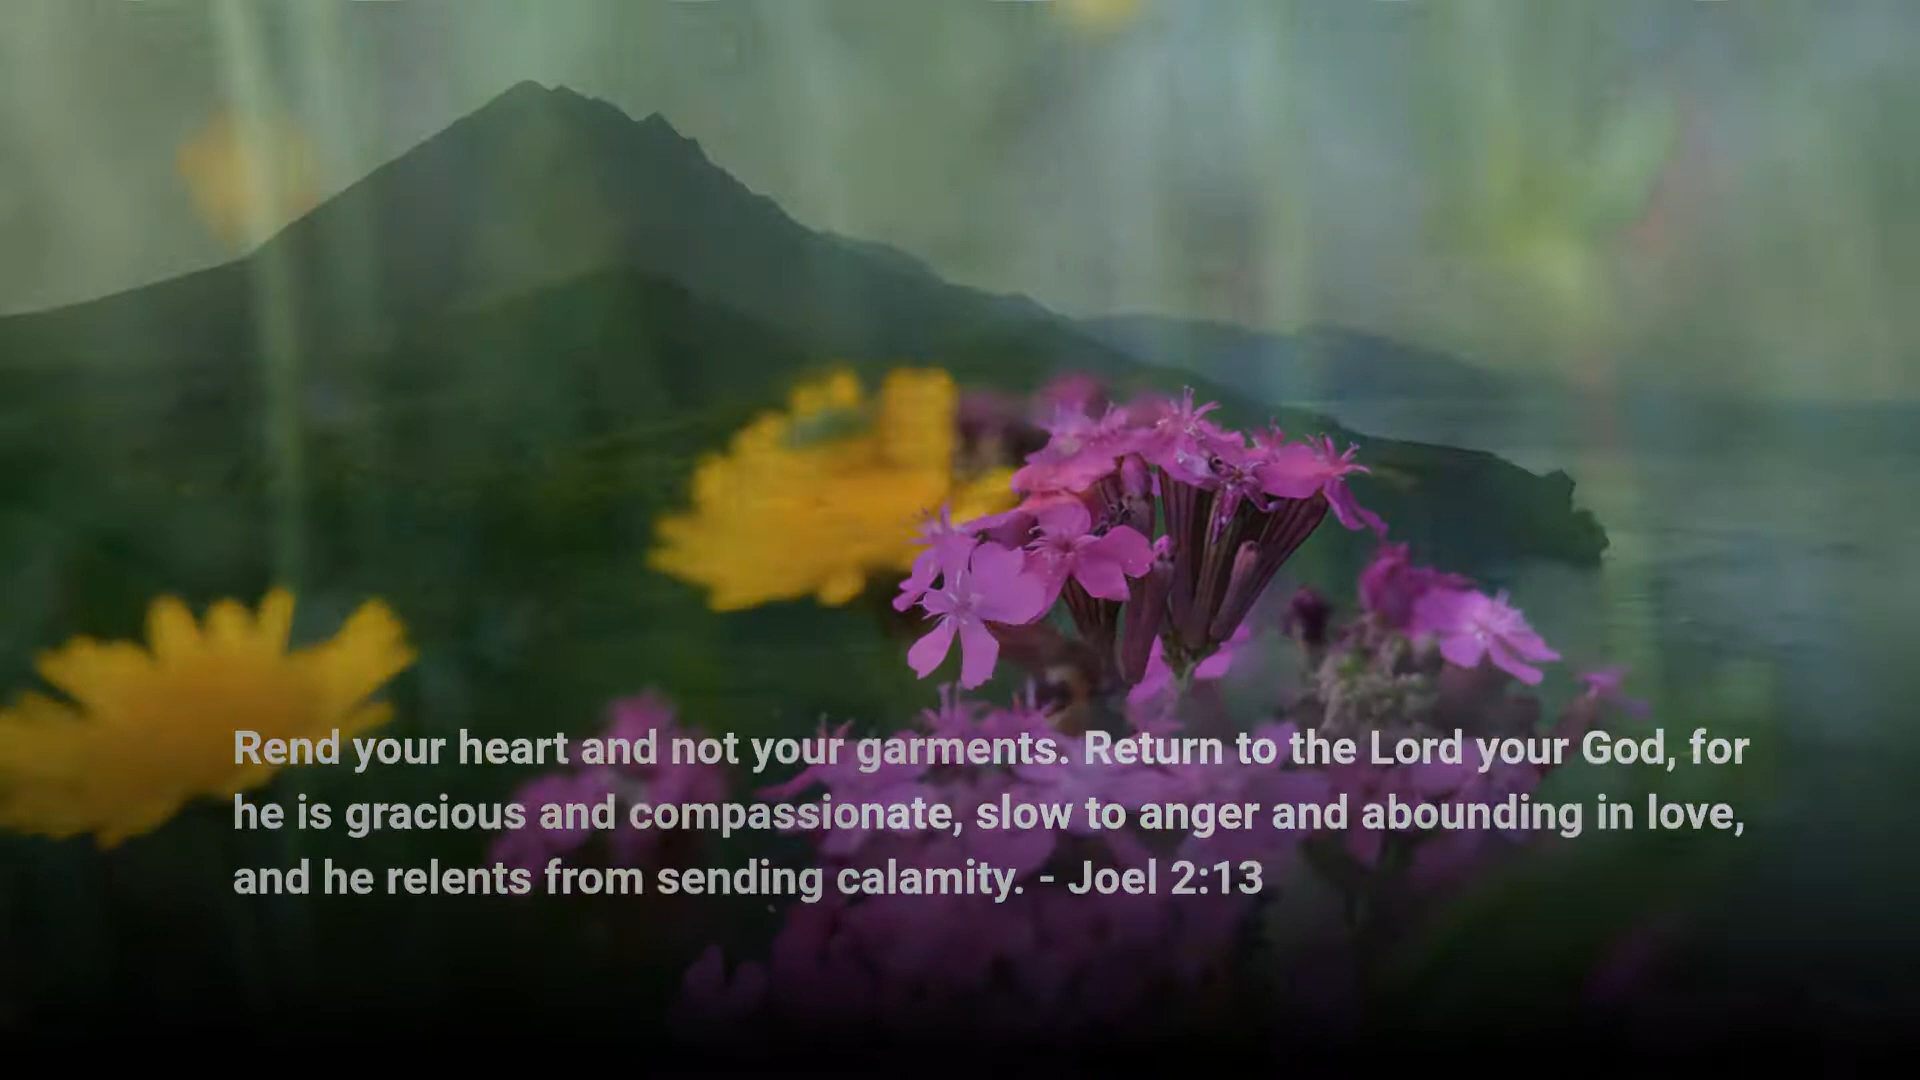 Rend your heart and not your garments. Return to the Lord your God, for
he is gracious and compassionate, slow to anger and abounding in love,
and he relents from sending calamity. - Joel 2:13